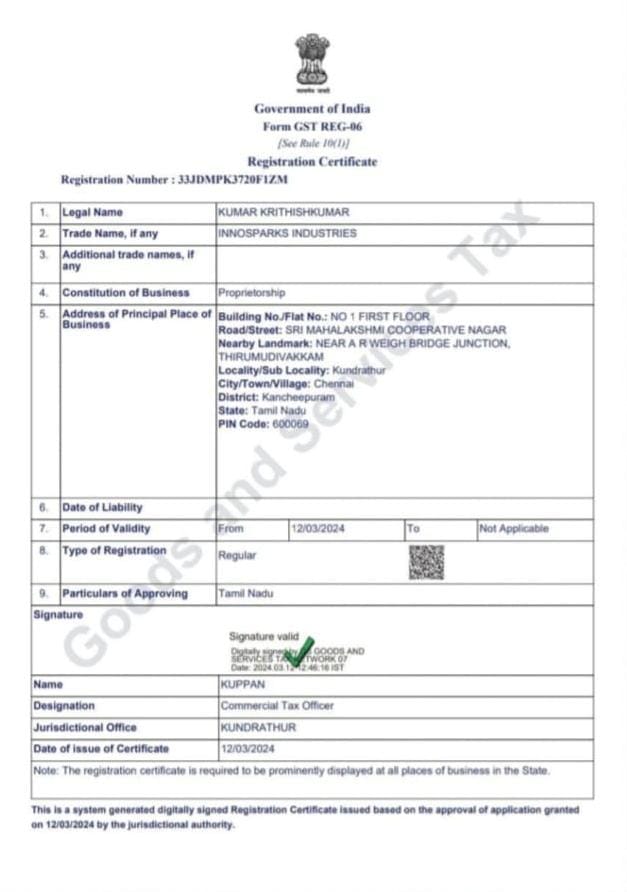 सत्यमेव जयते
Government of India
Form GST REG-06
[See Rule 10(1)]
Registration Certificate
Registration Number : 33JDMPK3720F1ZM
1. Legal Name KUMAR KRITHISHKUMAR
2. Trade Name, if any INNOSPARKS INDUSTRIES
3. Additional trade names, if
any
4. Constitution of Business Proprietorship
5. Address of Principal Place of
Business
Building No./Flat No.: NO 1 FIRST FLOOR
Road/Street: SRI MAHALAKSHMI COOPERATIVE NAGAR
Nearby Landmark: NEAR A R WEIGH BRIDGE JUNCTION,
THIRUMUDIVAKKAM
Locality/Sub Locality: Kundrathur
City/Town/Village: Chennai
District: Kancheepuram
State: Tamil Nadu
PIN Code: 600069
6. Date of Liability
7. Period of Validity From 12/03/2024 To Not Applicable
8. Type of Registration Regular
9. Particulars of Approving Tamil Nadu
Signature
Signature valid
Digitally signed by GOODS AND
SERVICES TAX NETWORK 07
Date: 2024.03.12 12:46:16 IST
Name KUPPAN
Designation Commercial Tax Officer
Jurisdictional Office KUNDRATHUR
Date of issue of Certificate 12/03/2024
Note: The registration certificate is required to be prominently displayed at all places of business in the State.
This is a system generated digitally signed Registration Certificate issued based on the approval of application granted
on 12/03/2024 by the jurisdictional authority.
Goods and Services Tax